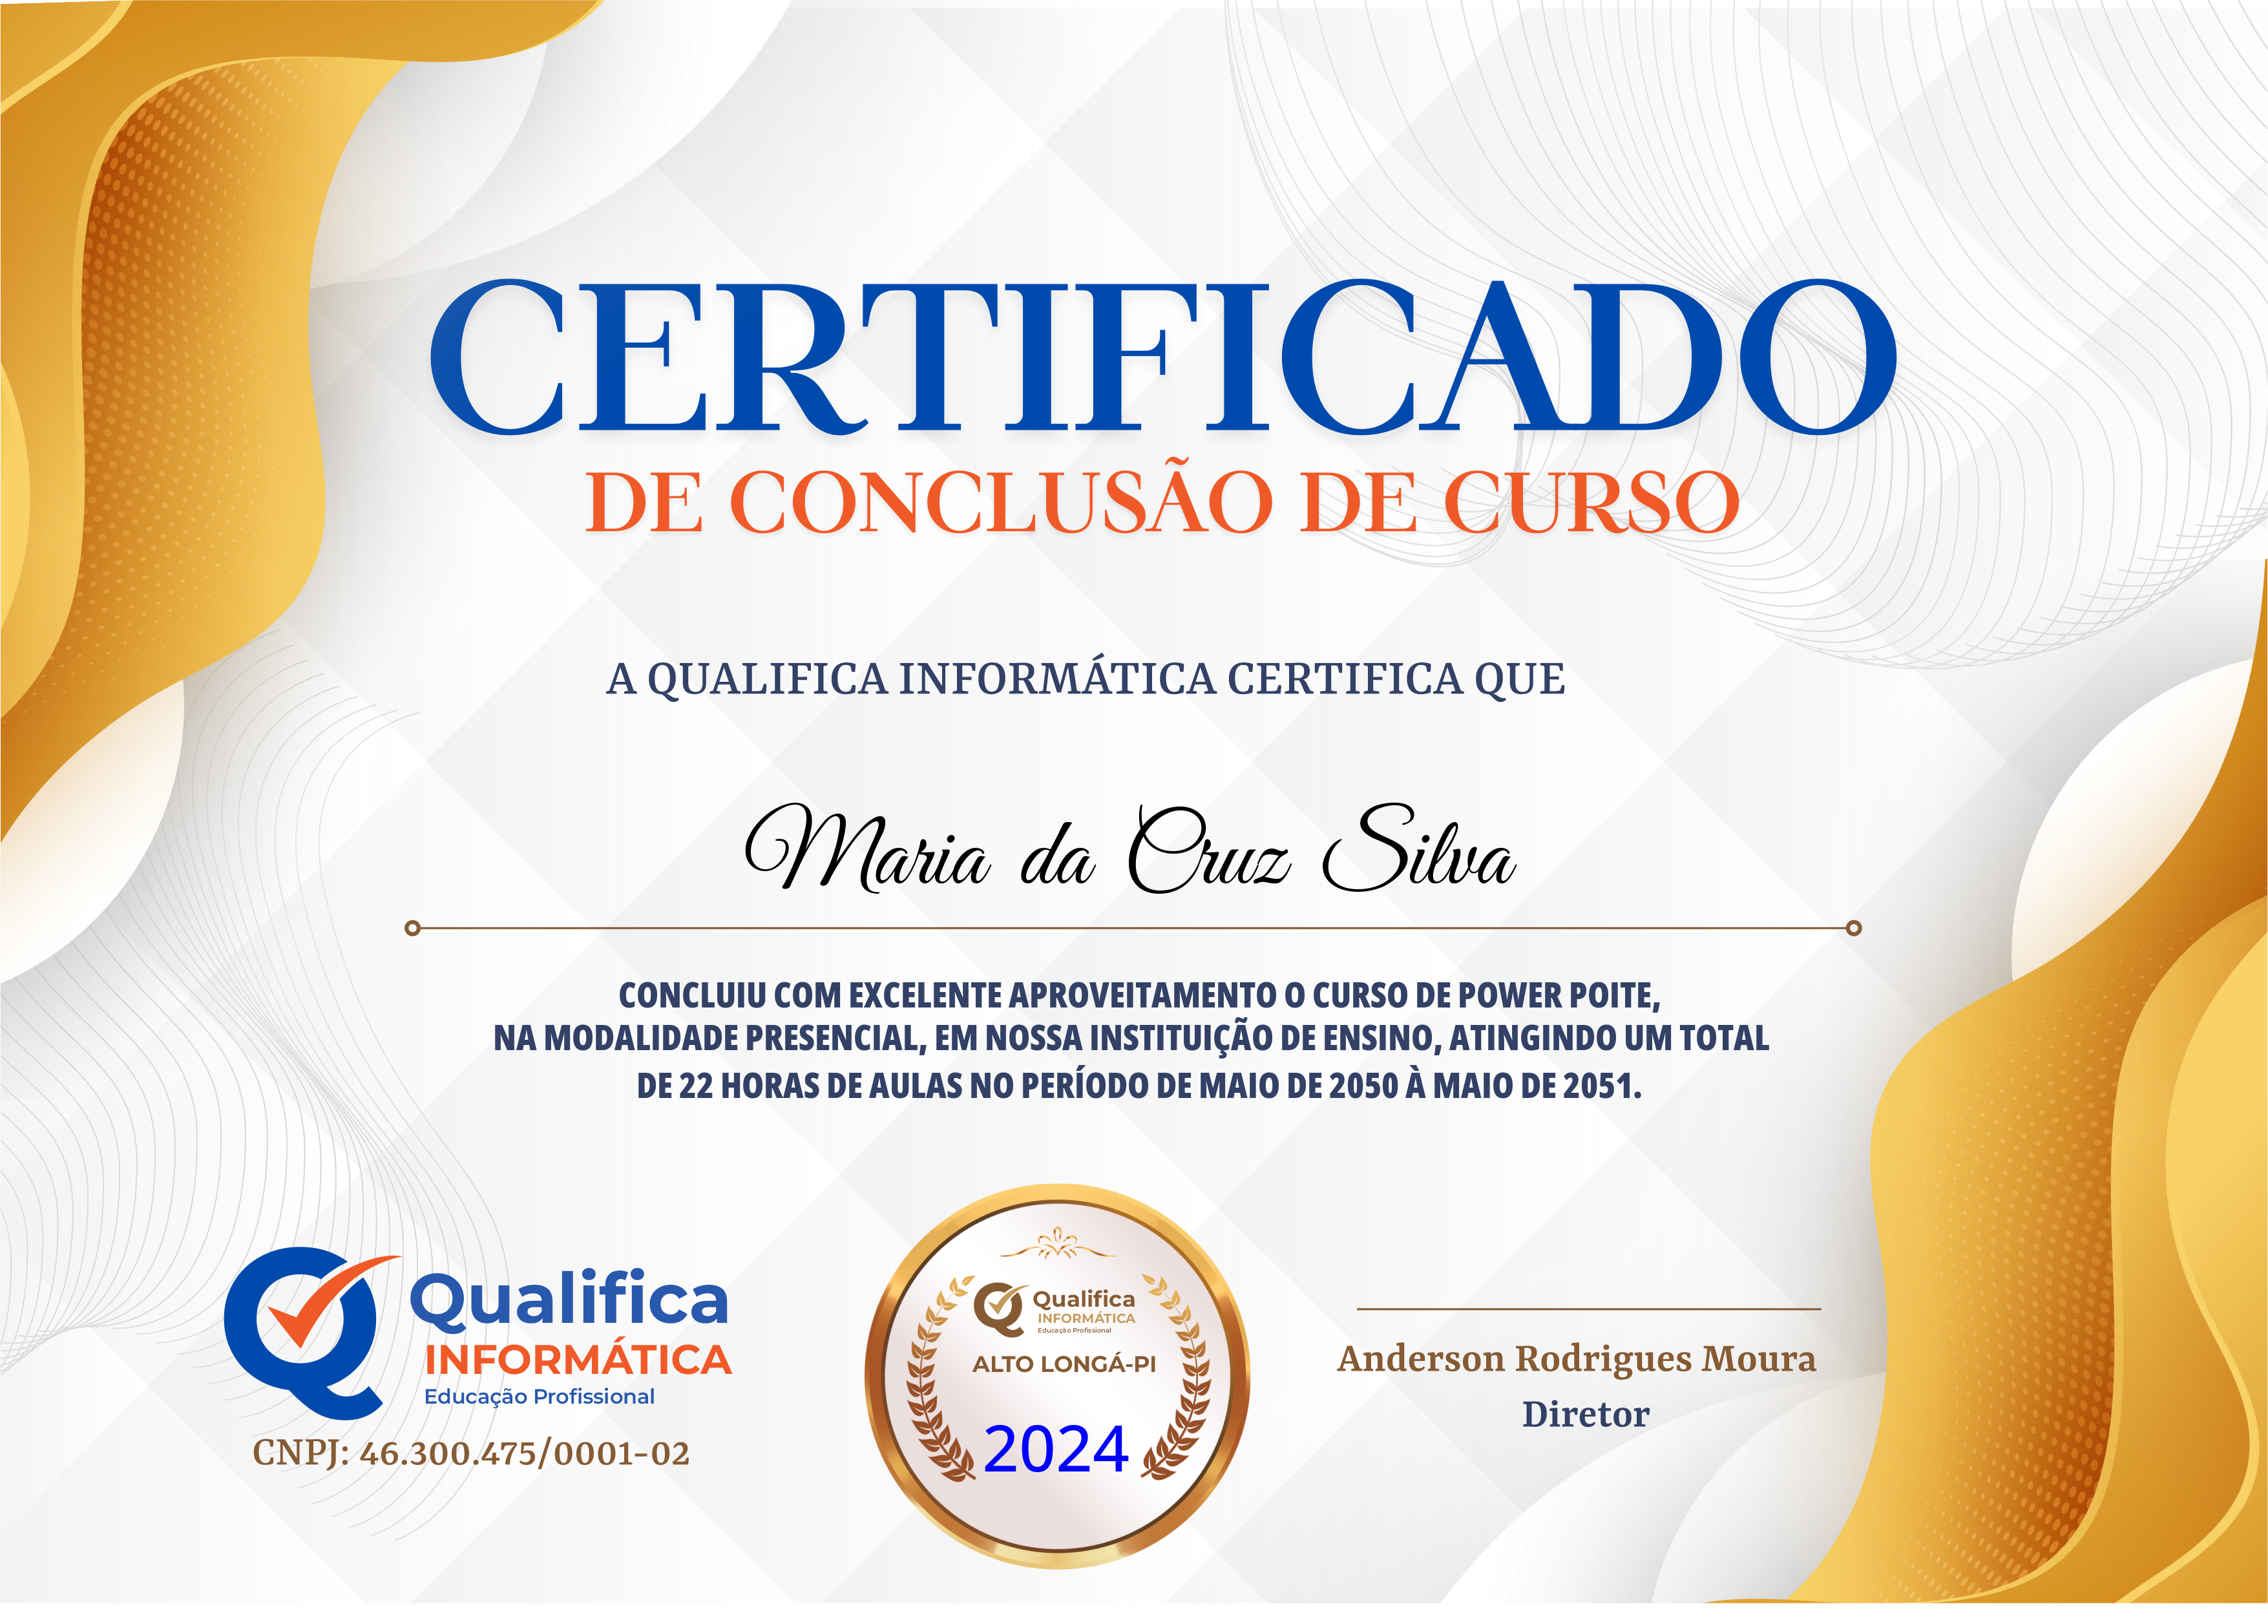 CERTIFICADO
DE CONCLUSÃO DE CURSO
A QUALIFICA INFORMÁTICA CERTIFICA QUE
Maria da Cruz Silva
CONCLUIU COM EXCELENTE APROVEITAMENTO O CURSO DE POWER POITE,
NA MODALIDADE PRESENCIAL, EM NOSSA INSTITUIÇÃO DE ENSINO, ATINGINDO UM TOTAL
DE 22 HORAS DE AULAS NO PERÍODO DE MAIO DE 2050 À MAIO DE 2051.
Qualifica
INFORMÁTICA
Educação Profissional
CNPJ: 46.300.475/0001-02
Qualifica
INFORMÁTICA
Educação Profissional
ALTO LONGÁ-PI
2024
Anderson Rodrigues Moura
Diretor